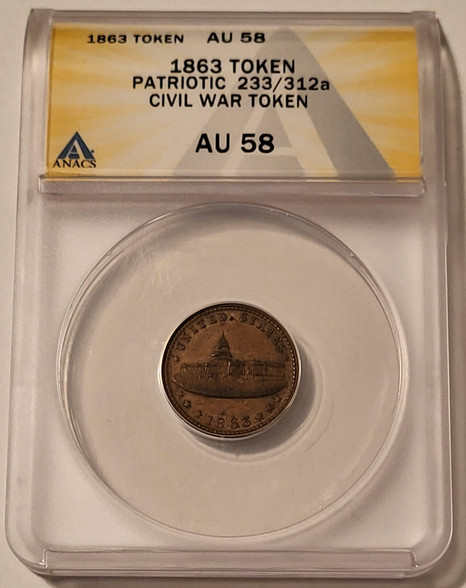 1863 TOKEN AU 58
1863 TOKEN
PATRIOTIC 233/312a
CIVIL WAR TOKEN
AU 58
ANACS
UNITED STATES
1863